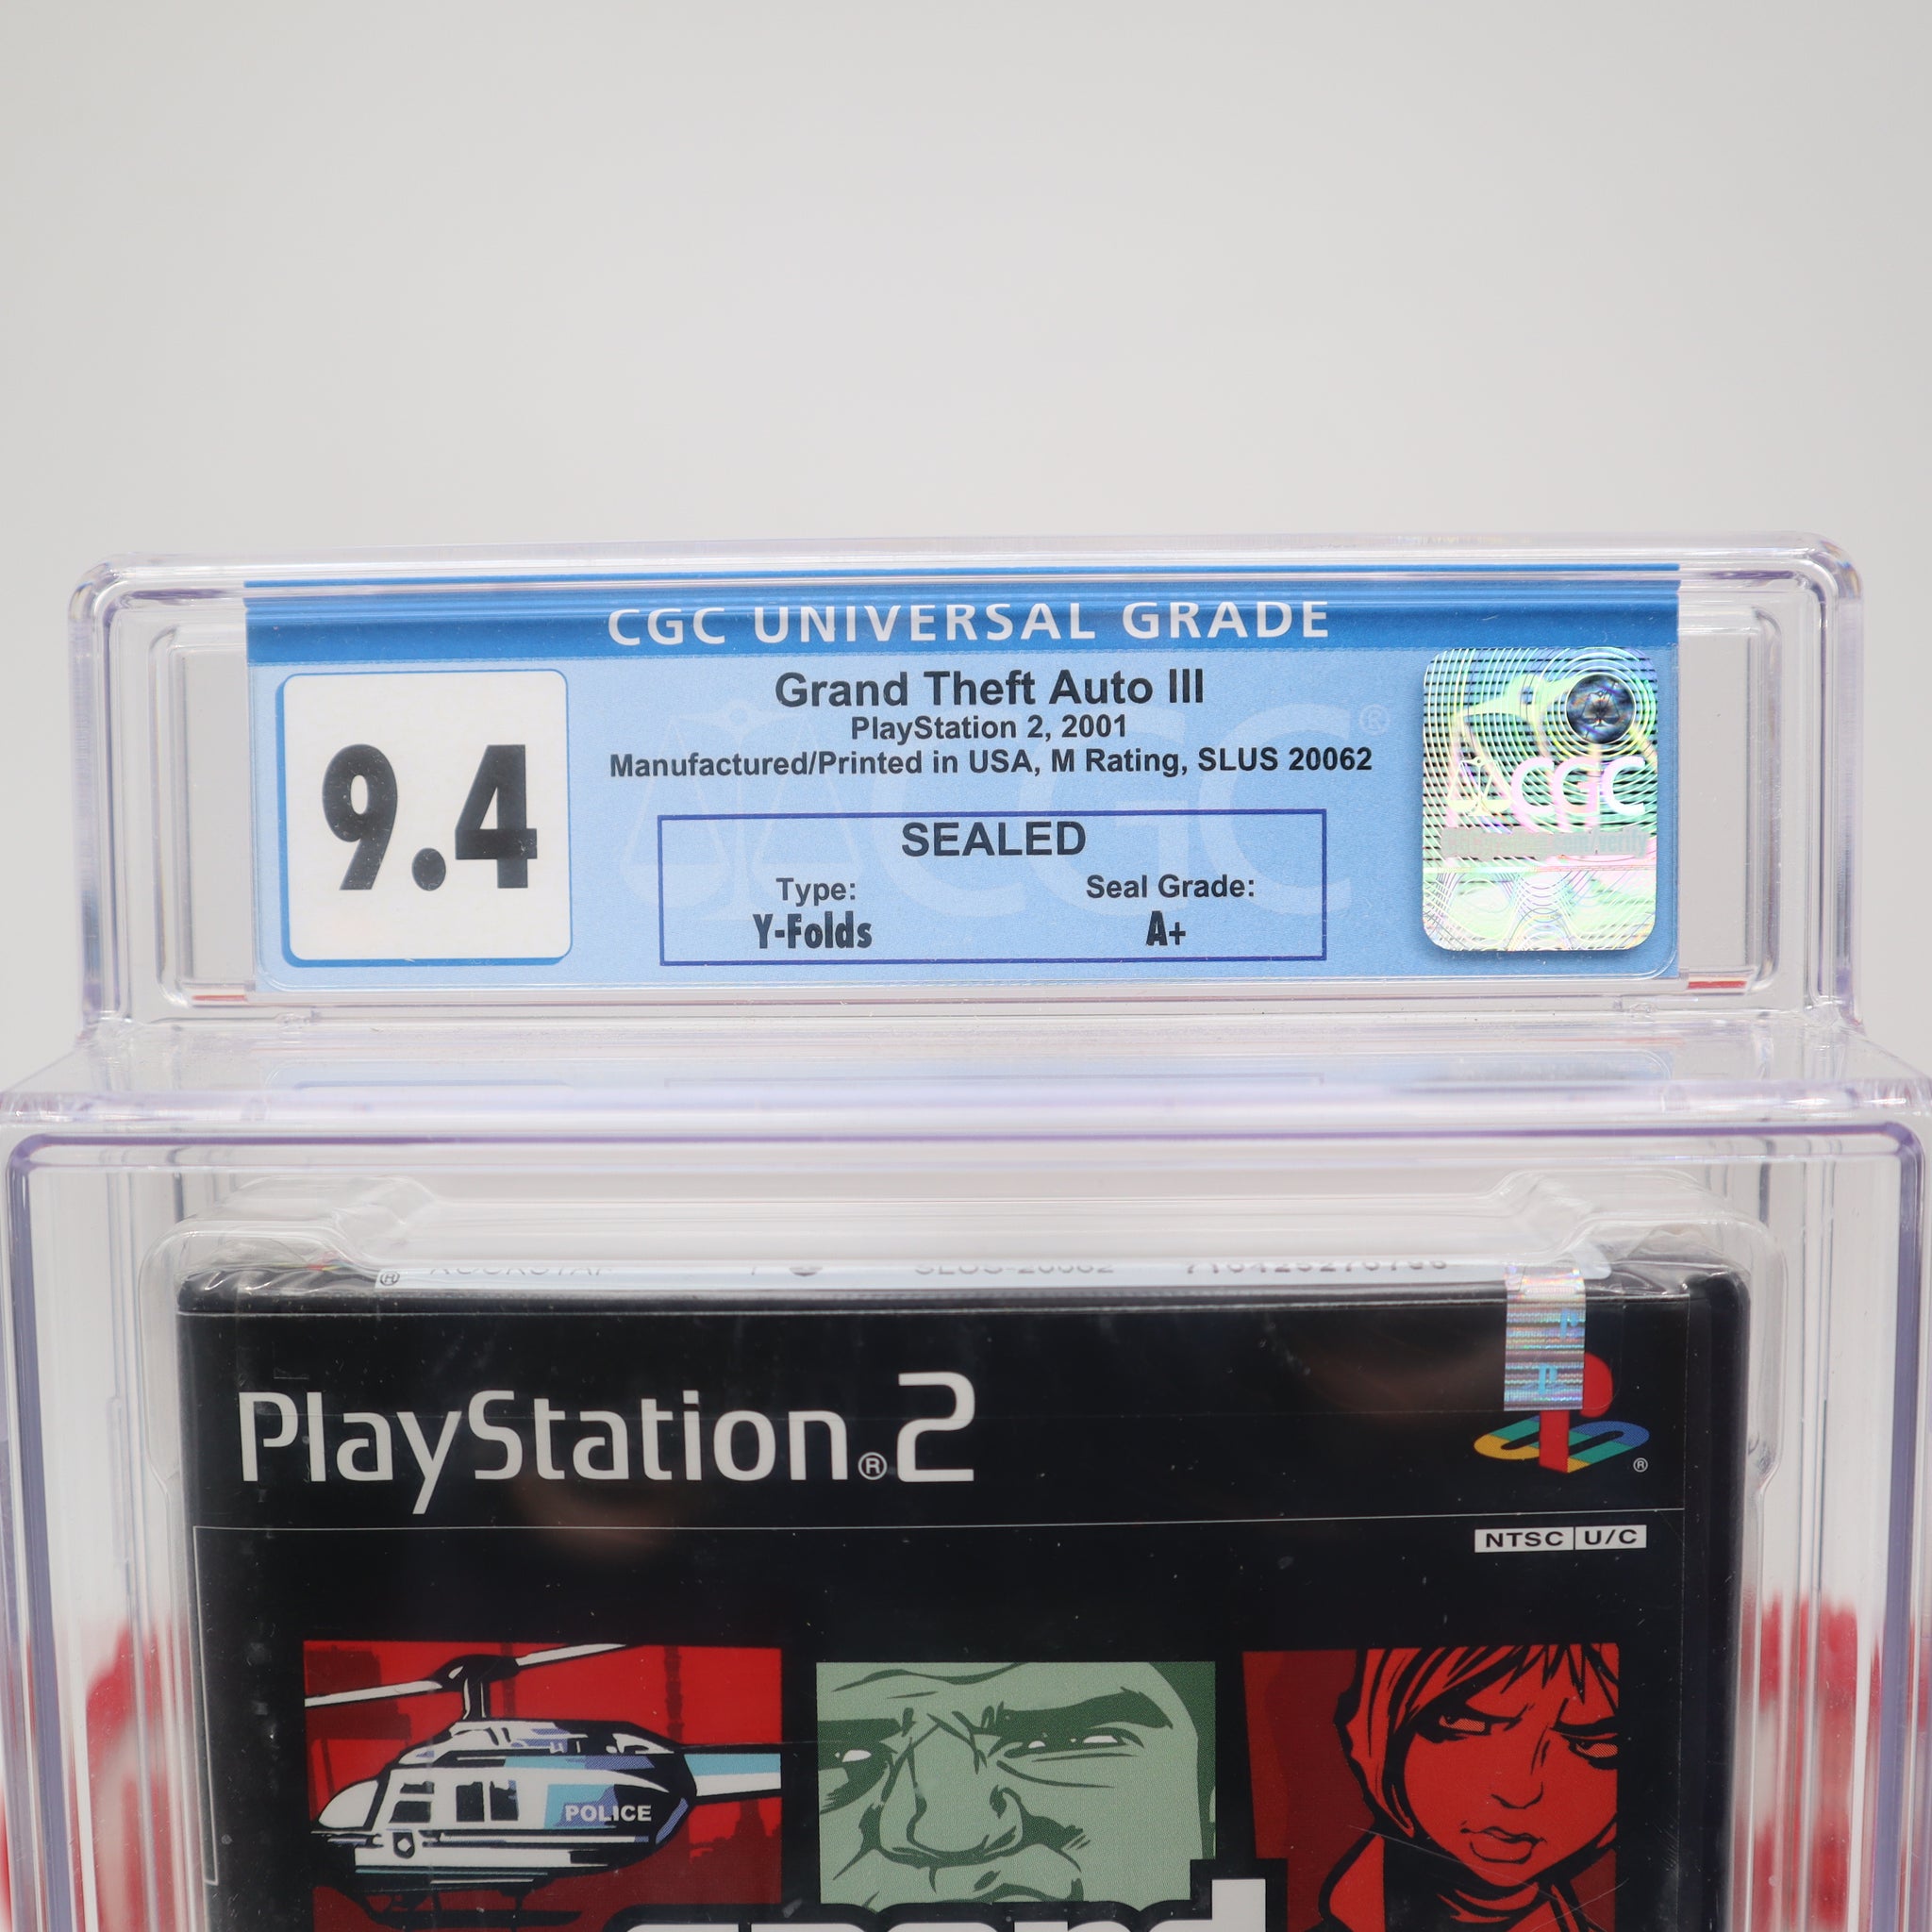 CGC UNIVERSAL GRADE
9.4
Grand Theft Auto III
PlayStation 2, 2001
Manufactured/Printed in USA, M Rating, SLUS 20062
SEALED
Type:
Y-Folds
Seal Grade:
A+
CGC
CGC
PlayStation®2
NTSC U/C
POLICE